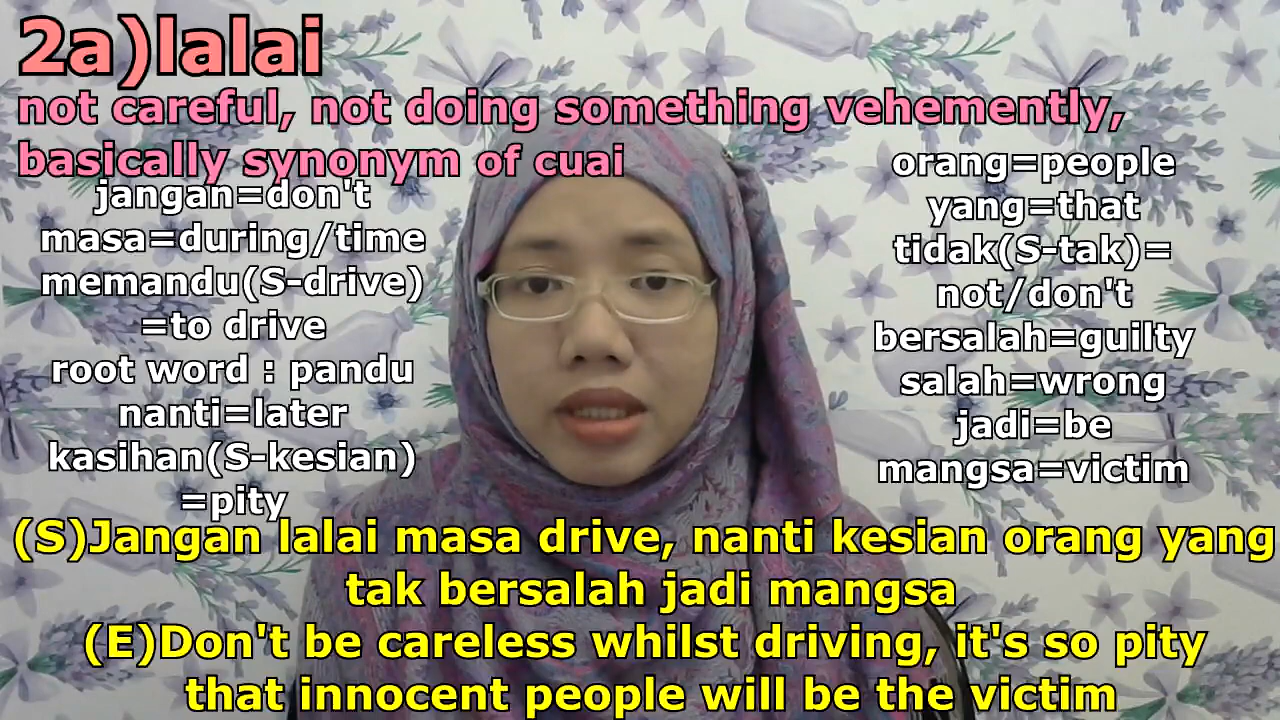 2a)lalai
not careful, not doing something vehemently,
basically synonym of cuai
jangan=don't
masa=during/time
memandu(S-drive)
=to drive
root word : pandu
nanti=later
kasihan(S-kesian)
=pity
orang=people
yang=that
tidak(S-tak)=
not/don't
bersalah=guilty
salah=wrong
jadi=be
mangsa=victim
(S)Jangan lalai masa drive, nanti kesian orang yang
tak bersalah jadi mangsa
(E)Don't be careless whilst driving, it's so pity
that innocent people will be the victim